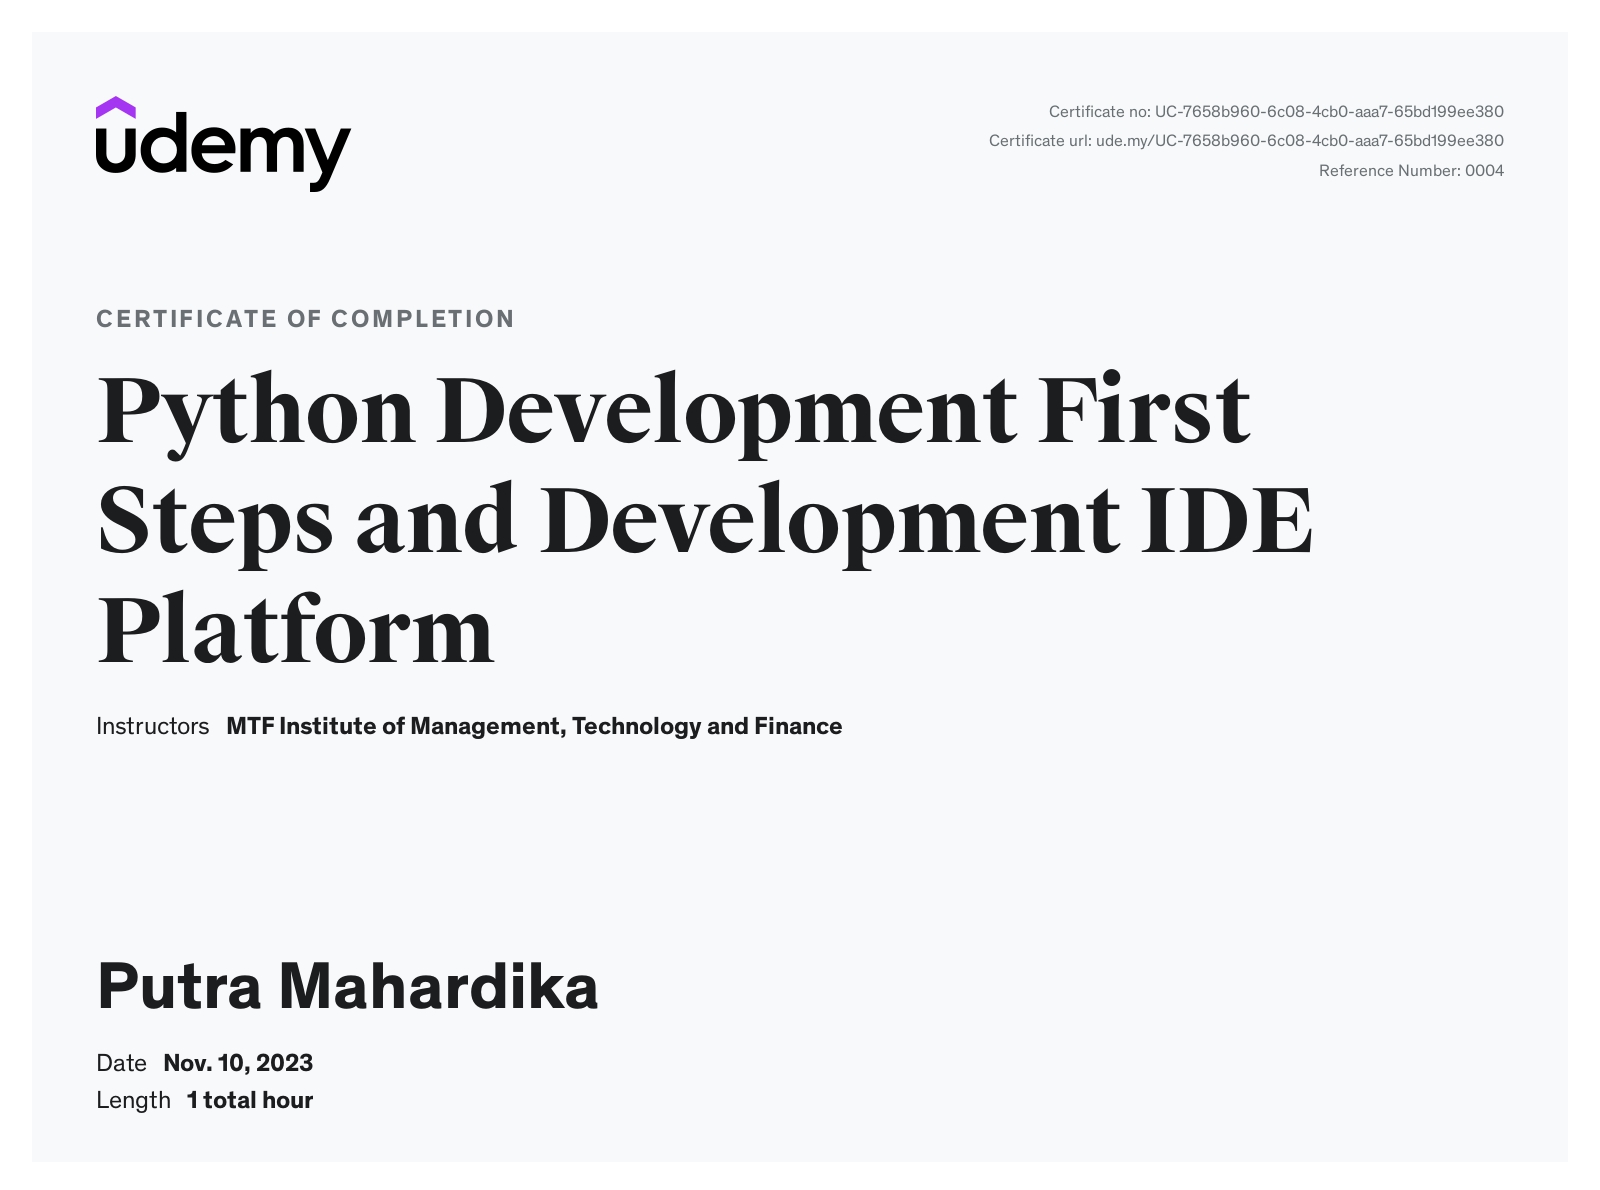 udemy
Certificate no: UC-7658b960-6c08-4cb0-aaa7-65bd199ee380
Certificate url: ude.my/UC-7658b960-6c08-4cb0-aaa7-65bd199ee380
Reference Number: 0004
CERTIFICATE OF COMPLETION
Python Development First
Steps and Development IDE
Platform
Instructors MTF Institute of Management, Technology and Finance
Putra Mahardika
Date Nov. 10, 2023
Length 1 total hour